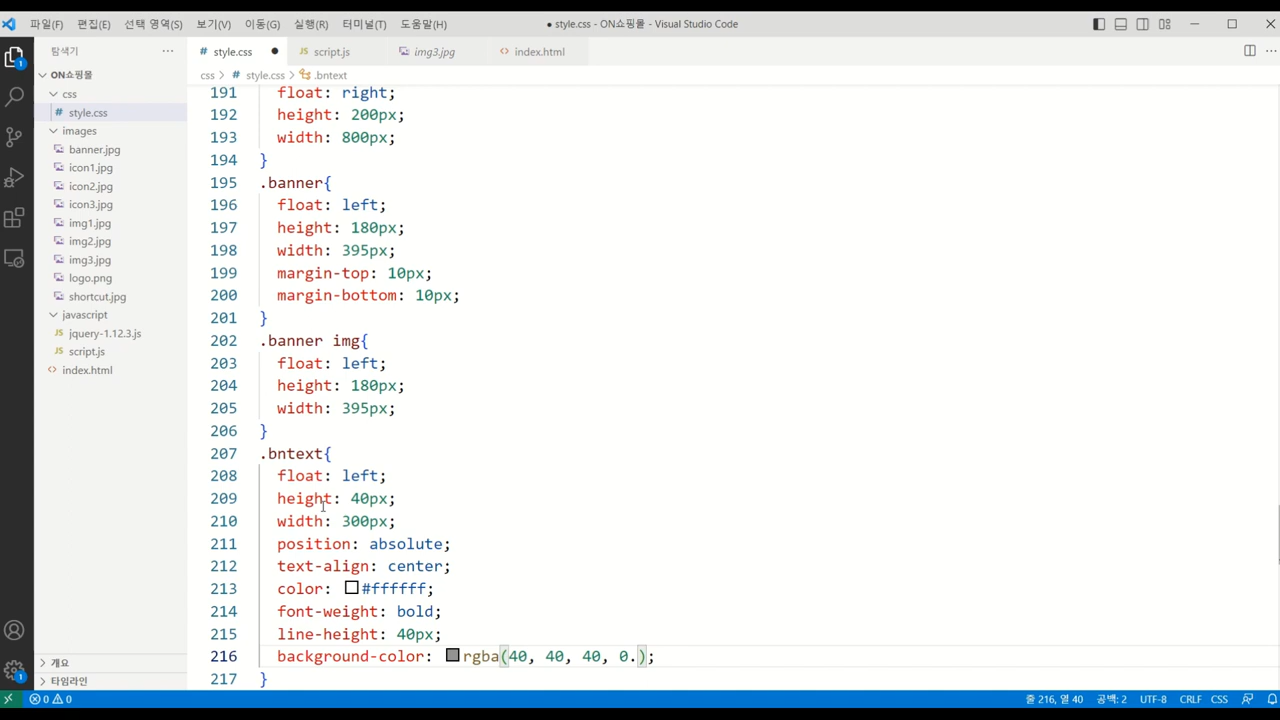 파일(F) 편집(E) 선택 영역(S) 보기(V) 이동(G) 실행(R) 터미널(T) 도움말(H) ● style.css - ON쇼핑몰 - Visual Studio Code
탐색기 ···
# style.css ●
JS script.js
img3.jpg
<> index.html
ON쇼핑몰
css
# style.css
images
banner.jpg
icon1.jpg
icon2.jpg
icon3.jpg
img1.jpg
img2.jpg
img3.jpg
logo.png
shortcut.jpg
javascript
JS jquery-1.12.3.js
JS script.js
<> index.html
개요
타임라인
css > # style.css > .bntext
191 float: right;
192 height: 200px;
193 width: 800px;
194 }
195 .banner{
196 float: left;
197 height: 180px;
198 width: 395px;
199 margin-top: 10px;
200 margin-bottom: 10px;
201 }
202 .banner img{
203 float: left;
204 height: 180px;
205 width: 395px;
206 }
207 .bntext{
208 float: left;
209 height: 40px;
210 width: 300px;
211 position: absolute;
212 text-align: center;
213 color: #ffffff;
214 font-weight: bold;
215 line-height: 40px;
216 background-color: rgba(40, 40, 40, 0.);
217 }
0 0 줄 216, 열 40 공백: 2 UTF-8 CRLF CSS